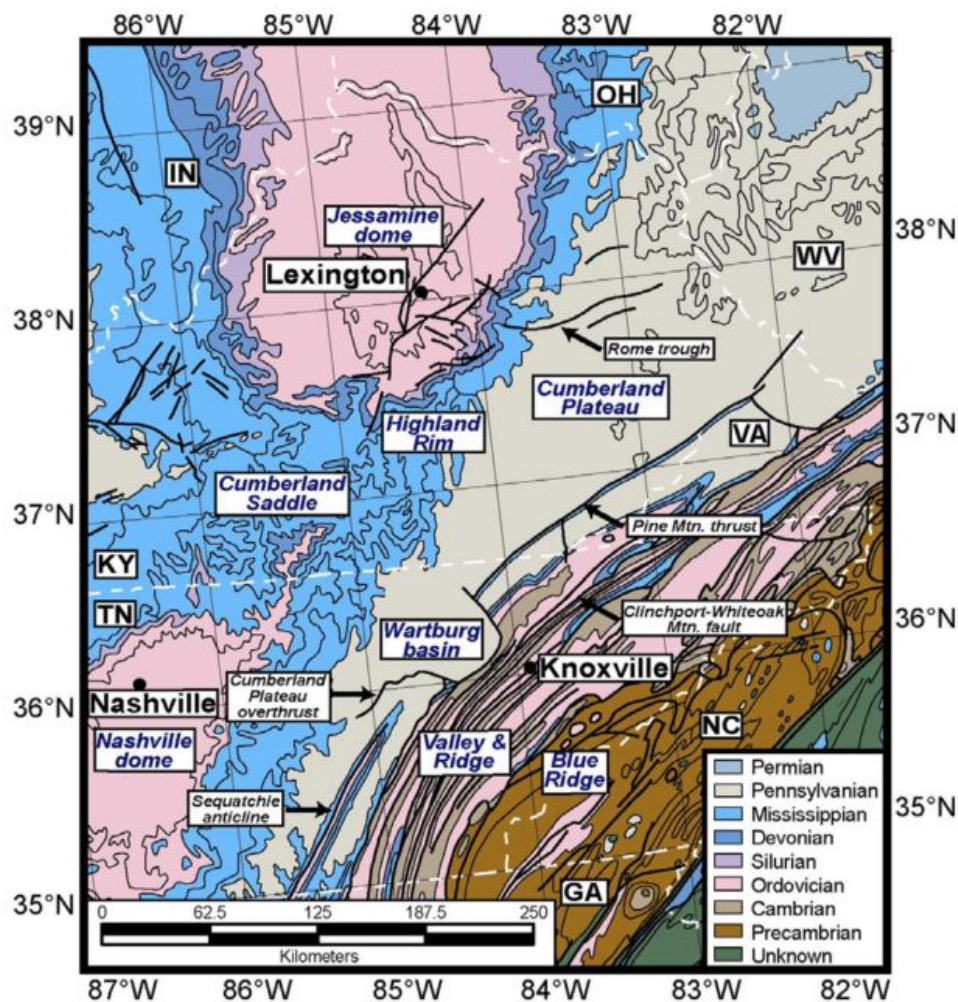 86°W
85°W
84°W
83°W
82°W
39°N
38°N
37°N
36°N
35°N
38°N
37°N
36°N
35°N
OH
IN
Jessamine
dome
Lexington
WV
Rome trough
Cumberland
Plateau
Highland
Rim
VA
Cumberland
Saddle
Pine Mtn. thrust
KY
TN
Clinchport-Whiteoak
Mtn. fault
Wartburg
basin
Knoxville
Cumberland
Plateau
overthrust
Nashville
NC
Nashville
dome
Valley &
Ridge
Blue
Ridge
Sequatchie
anticline
GA
Permian
Pennsylvanian
Mississippian
Devonian
Silurian
Ordovician
Cambrian
Precambrian
Unknown
0 62.5 125 187.5 250
Kilometers
87°W
86°W
85°W
84°W
83°W
82°W